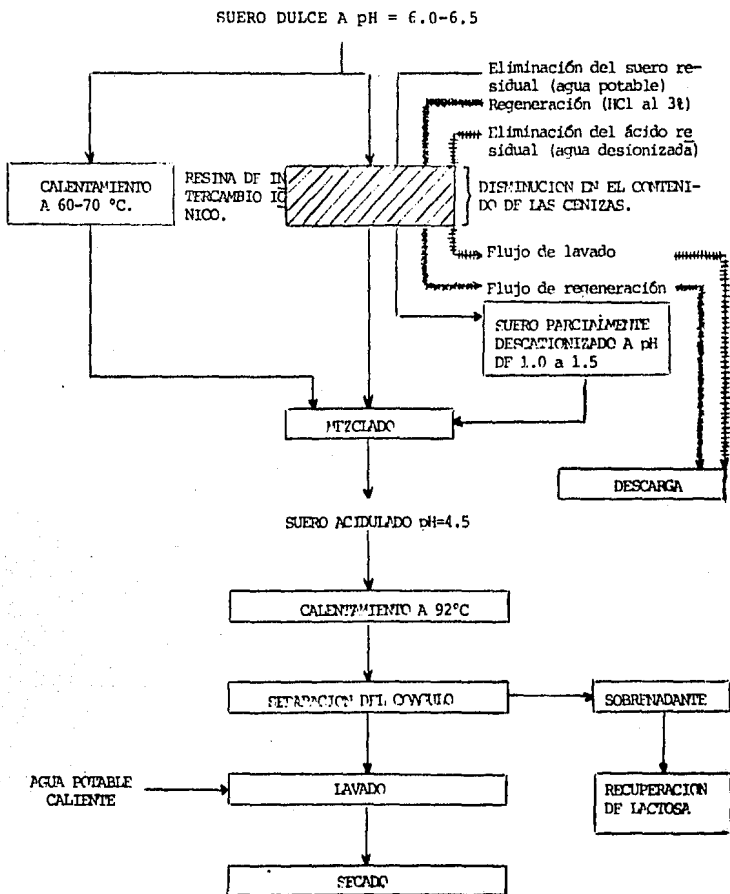 SUERO DULCE A pH = 6.0-6.5
Eliminación del suero re-
sidual (agua potable)
Regeneración (HCl al 3%)
Eliminación del ácido re
sidual (agua desionizada)
CALENTAMIENTO
A 60-70 °C.
RESINA DE IN
TERCAMBIO IO
NICO.
DISMINUCION EN EL CONTENI-
DO DE LAS CENIZAS.
Flujo de lavado
Flujo de regeneración
SUERO PARCIALMENTE
DESCATIONIZADO A pH
DE 1.0 a 1.5
MEZCLADO
DESCARGA
SUERO ACIDULADO pH=4.5
CALENTAMIENTO A 92°C
SEPARACION DEL COAGULO
SOBRENADANTE
AGUA POTABLE
CALIENTE
LAVADO
RECUPERACION
DE LACTOSA
SECADO